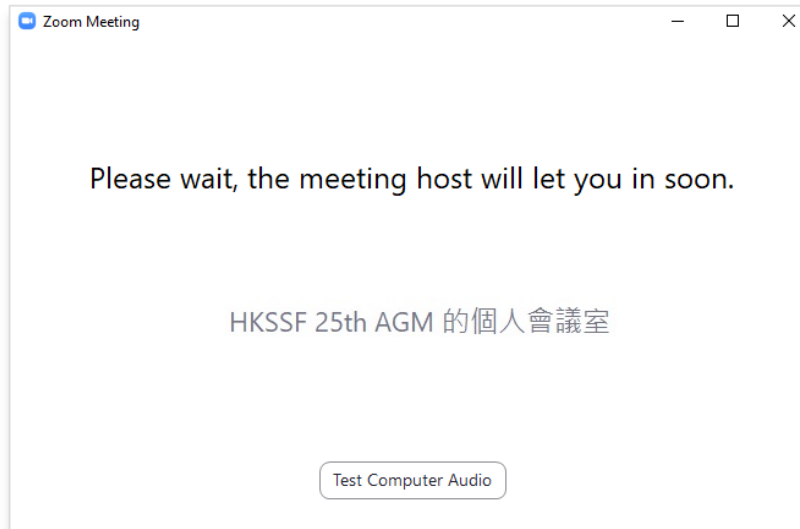 Zoom Meeting
Please wait, the meeting host will let you in soon.
HKSSF 25th AGM 的個人會議室
Test Computer Audio